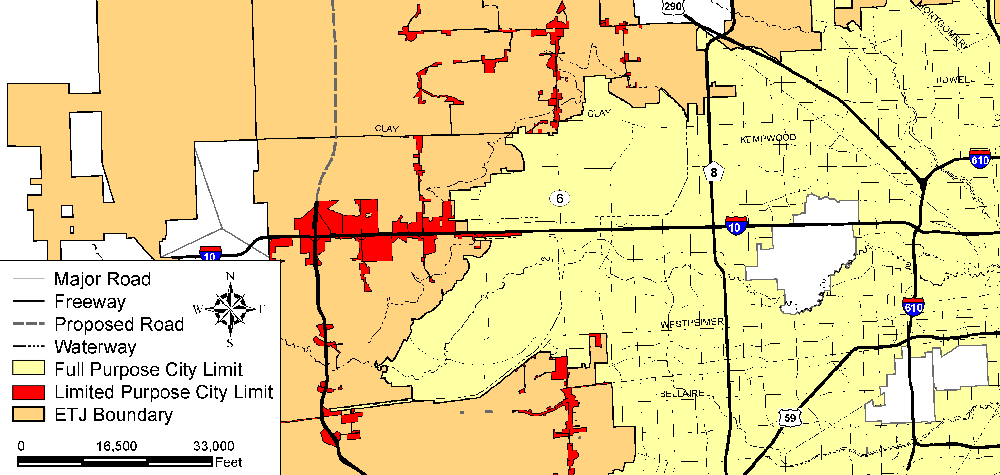 290
MONTGOMERY
TIDWELL
CLAY
C
CLAY
KEMPWOOD
610
8
6
10
10
610
WESTHEIMER
BELLAIRE
59
Major Road
Freeway
Proposed Road
Waterway
Full Purpose City Limit
Limited Purpose City Limit
ETJ Boundary
N
W E
S
0 16,500 33,000
Feet